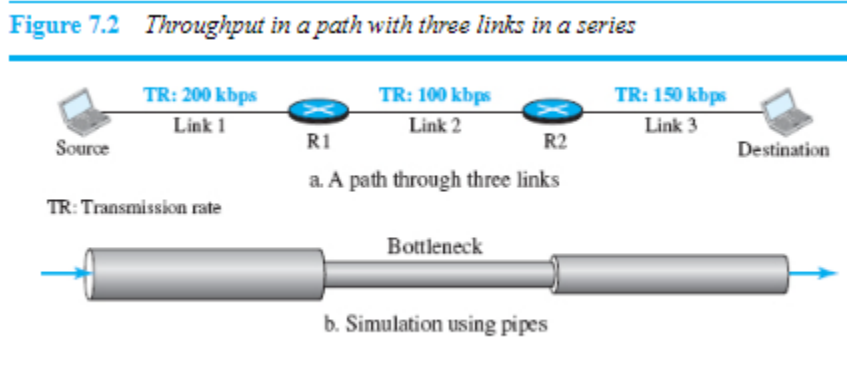 Figure 7.2 Throughput in a path with three links in a series
TR: 200 kbps TR: 100 kbps TR: 150 kbps
Link 1 Link 2 Link 3
Source R1 R2 Destination
a. A path through three links
TR: Transmission rate
Bottleneck
b. Simulation using pipes